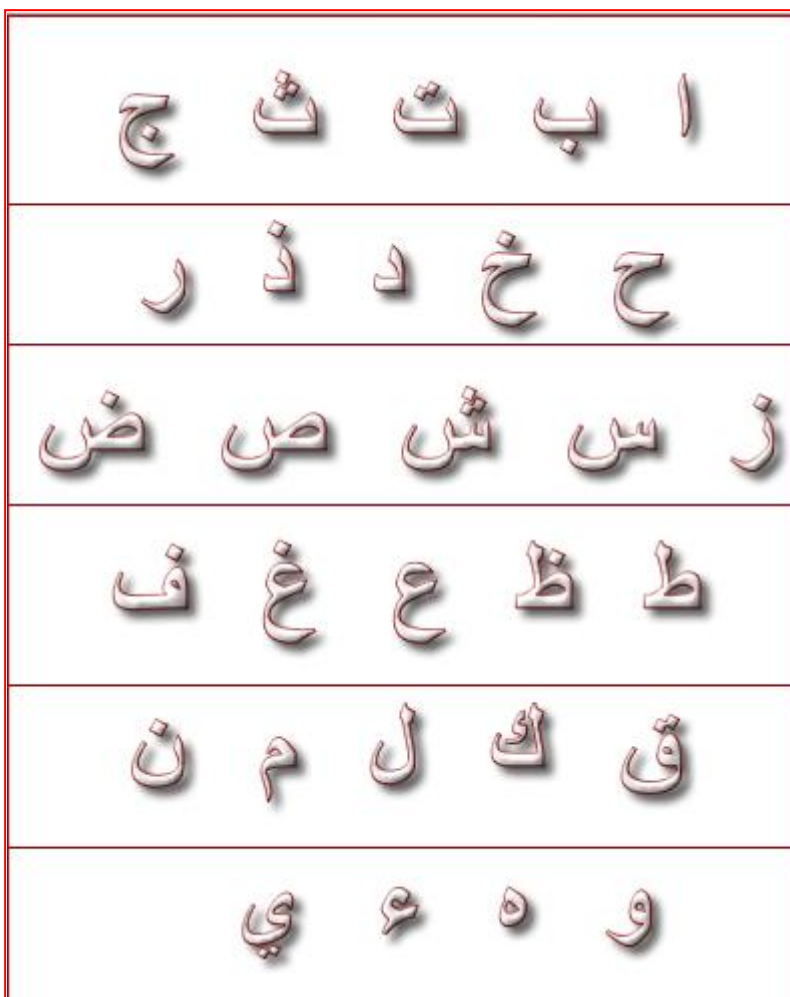 ا ب ت ث ج
ح خ د ذ ر
ز س ش ص ض
ط ظ ع غ ف
ق ك ل م ن
و ه ء ي